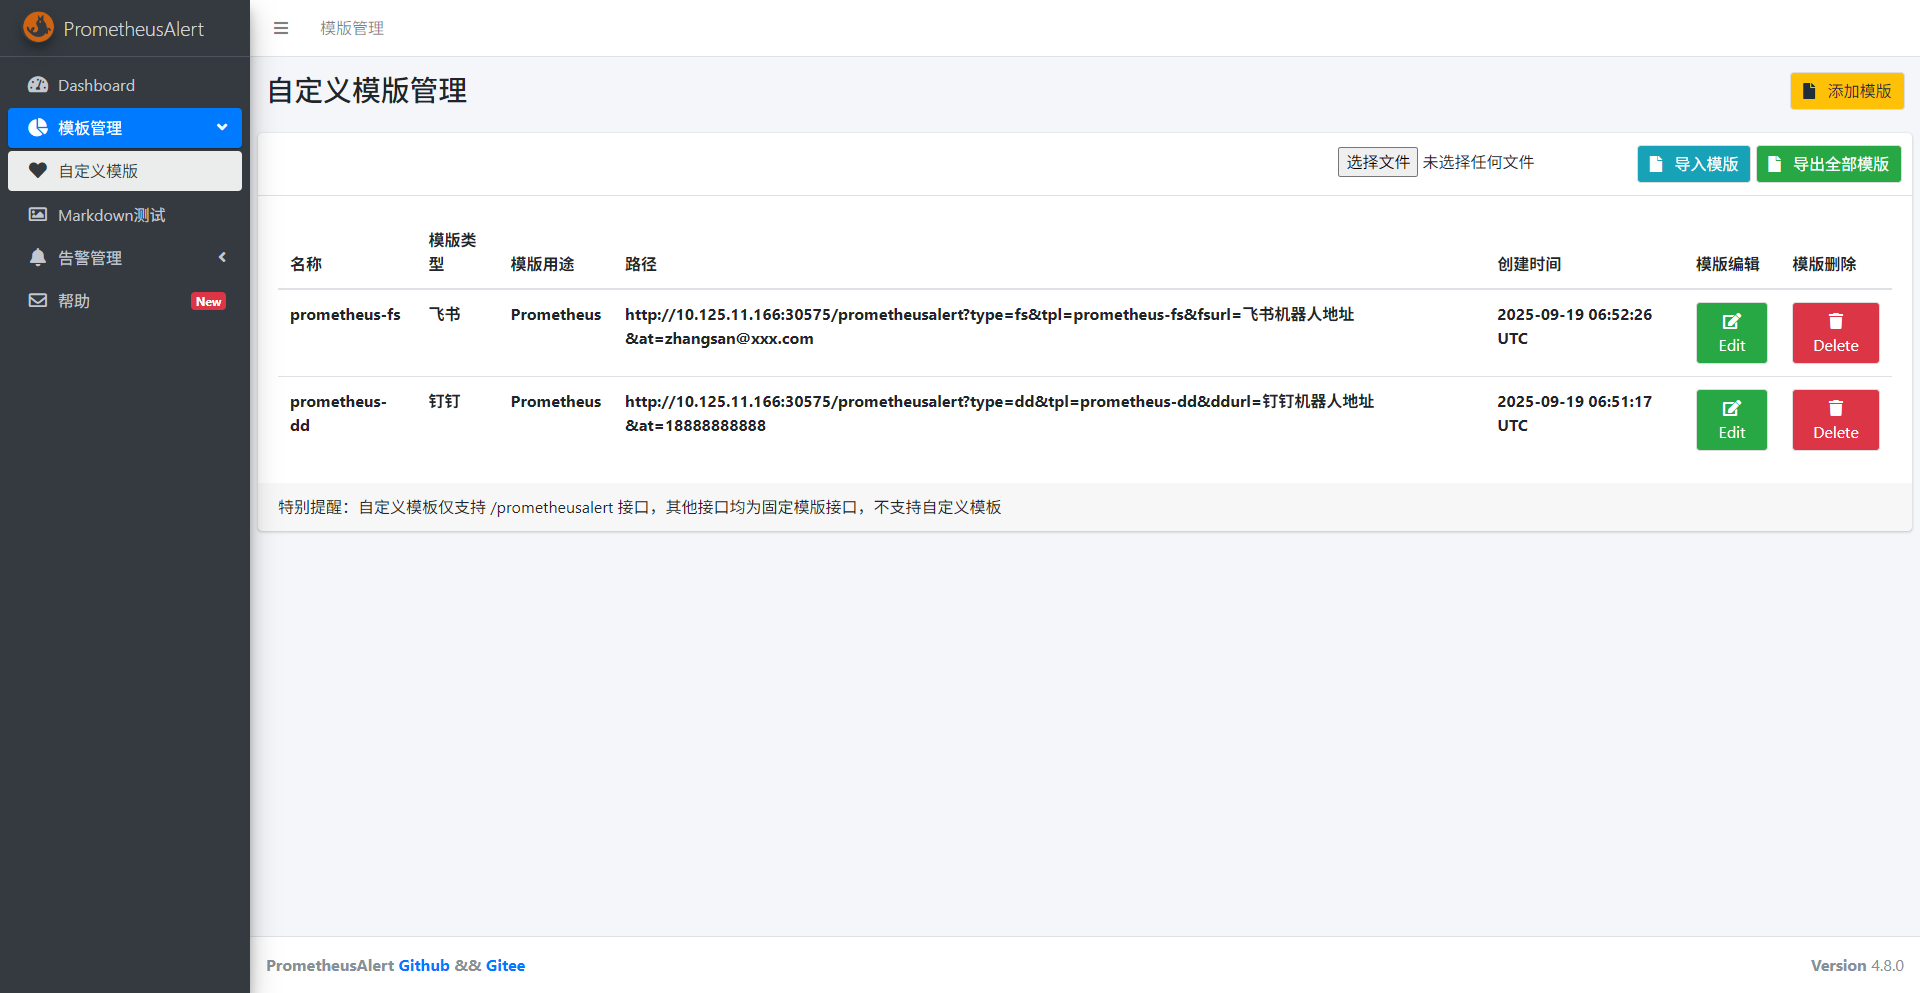 PrometheusAlert
模版管理
Dashboard
模板管理
自定义模版
Markdown测试
告警管理
帮助 New
自定义模版管理
添加模版
选择文件 未选择任何文件
导入模版
导出全部模版
名称 模版类型 模版用途 路径 创建时间 模版编辑 模版删除
prometheus-fs 飞书 Prometheus http://10.125.11.166:30575/prometheusalert?type=fs&tpl=prometheus-fs&fsurl=飞书机器人地址 2025-09-19 06:52:26 Edit Delete
&at=zhangsan@xxx.com UTC
prometheus- 钉钉 Prometheus http://10.125.11.166:30575/prometheusalert?type=dd&tpl=prometheus-dd&ddurl=钉钉机器人地址 2025-09-19 06:51:17 Edit Delete
dd &at=18888888888 UTC
特别提醒：自定义模板仅支持 /prometheusalert 接口，其他接口均为固定模版接口，不支持自定义模板
PrometheusAlert Github && Gitee
Version 4.8.0